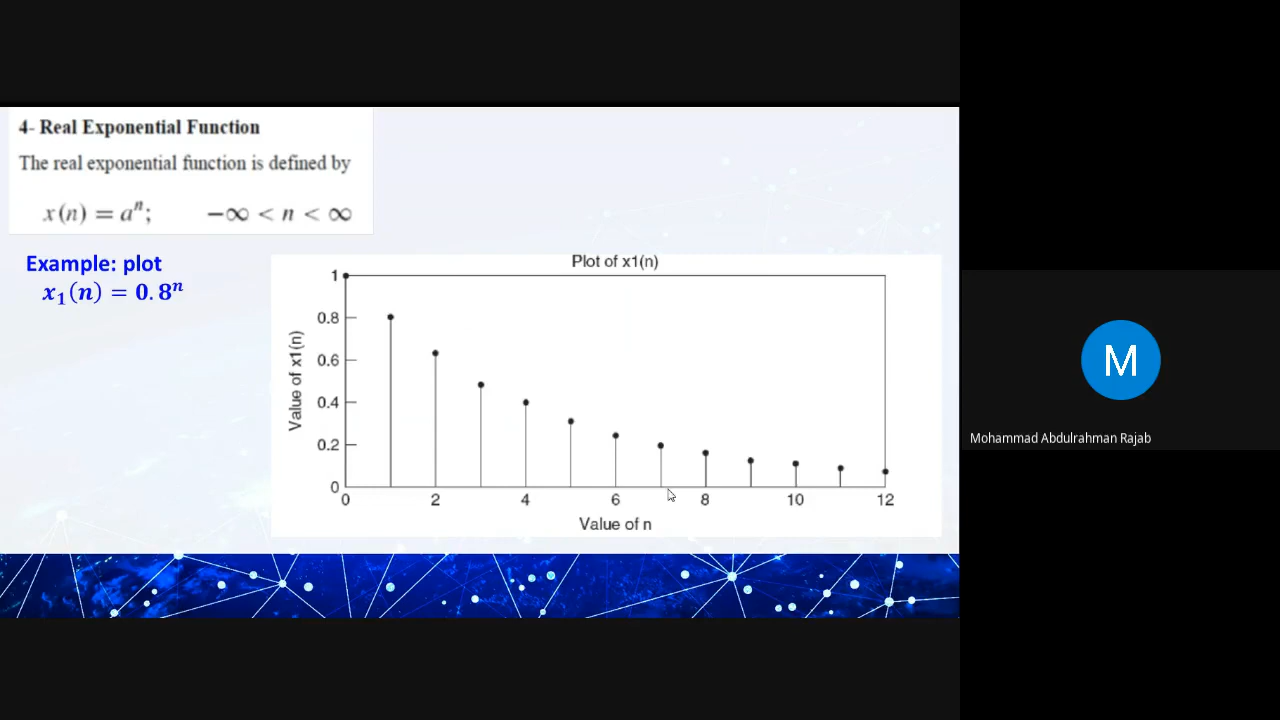 4- Real Exponential Function
The real exponential function is defined by
x(n) = aⁿ; −∞ < n < ∞
Example: plot
x₁(n) = 0.8ⁿ
Plot of x1(n)
Value of x1(n)
1
0.8
0.6
0.4
0.2
0
0 2 4 6 8 10 12
Value of n
M
Mohammad Abdulrahman Rajab